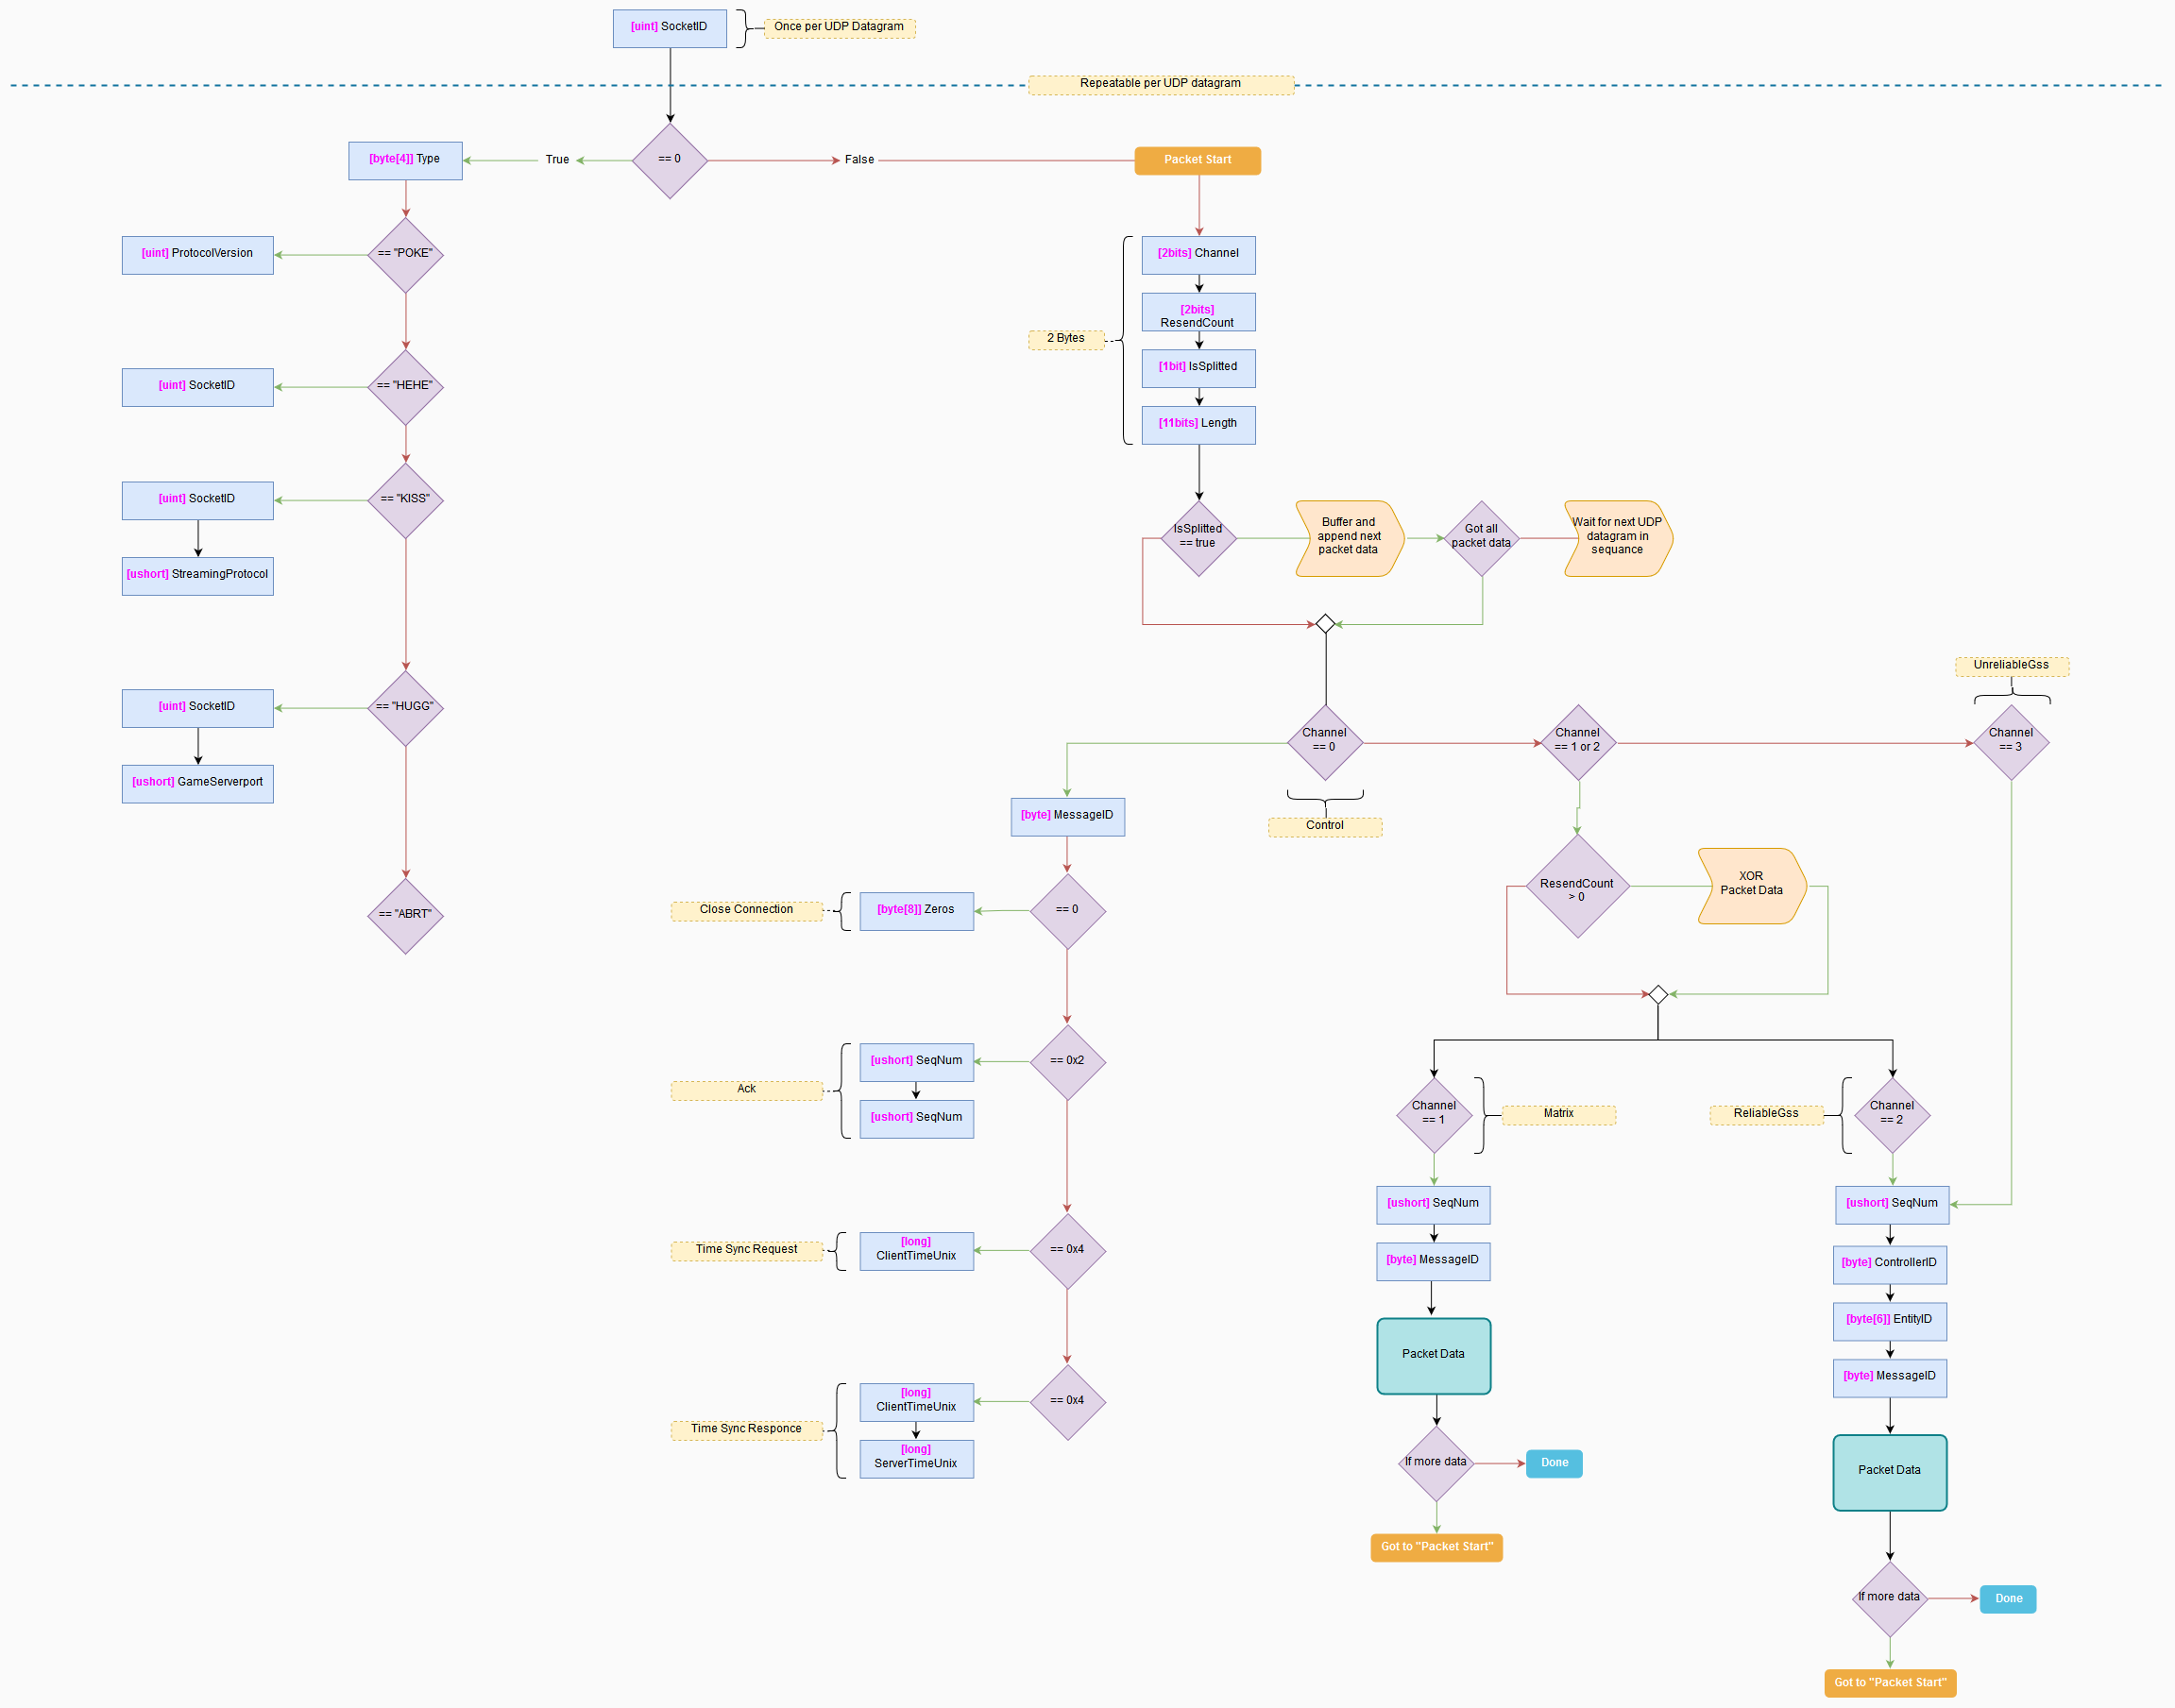 [uint] SocketID
Once per UDP Datagram
Repeatable per UDP datagram
[byte[4]] Type
True
== 0
False
Packet Start
[uint] ProtocolVersion
== "POKE"
[uint] SocketID
== "HEHE"
[uint] SocketID
== "KISS"
[ushort] StreamingProtocol
[uint] SocketID
== "HUGG"
[ushort] GameServerport
== "ABRT"
[2bits] Channel
[2bits]
ResendCount
2 Bytes
[1bit] IsSplitted
[11bits] Length
IsSplitted
== true
Buffer and
append next
packet data
Got all
packet data
Wait for next UDP
datagram in
sequance
UnreliableGss
Channel
== 0
Channel
== 1 or 2
Channel
== 3
Control
[byte] MessageID
Close Connection
[byte[8]] Zeros
== 0
Ack
[ushort] SeqNum
== 0x2
[ushort] SeqNum
Time Sync Request
[long]
ClientTimeUnix
== 0x4
Time Sync Responce
[long]
ClientTimeUnix
== 0x4
[long]
ServerTimeUnix
ResendCount
> 0
XOR
Packet Data
Channel
== 1
Matrix
ReliableGss
Channel
== 2
[ushort] SeqNum
[byte] MessageID
Packet Data
If more data
Done
Got to "Packet Start"
[ushort] SeqNum
[byte] ControllerID
[byte[6]] EntityID
[byte] MessageID
Packet Data
If more data
Done
Got to "Packet Start"